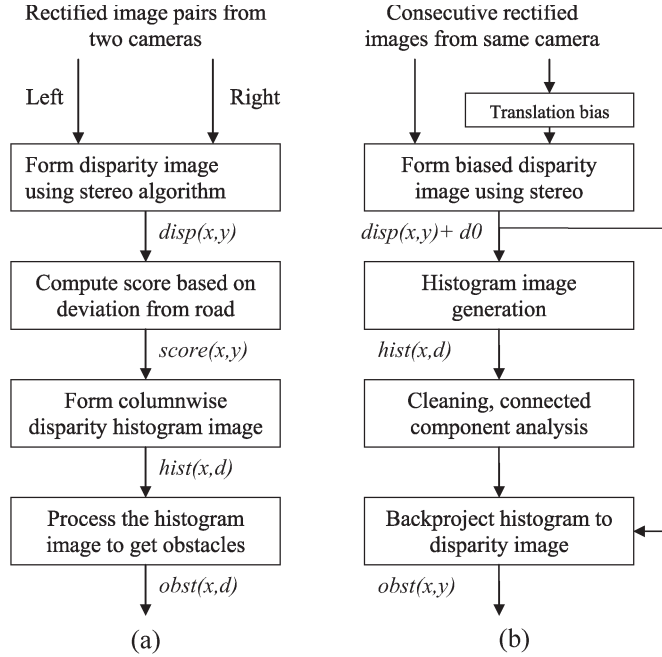 Rectified image pairs from
two cameras
Left
Right
Form disparity image
using stereo algorithm
disp(x,y)
Compute score based on
deviation from road
score(x,y)
Form columnwise
disparity histogram image
hist(x,d)
Process the histogram
image to get obstacles
obst(x,d)
(a)
Consecutive rectified
images from same camera
Translation bias
Form biased disparity
image using stereo
disp(x,y)+ d0
Histogram image
generation
hist(x,d)
Cleaning, connected
component analysis
Backproject histogram to
disparity image
obst(x,y)
(b)